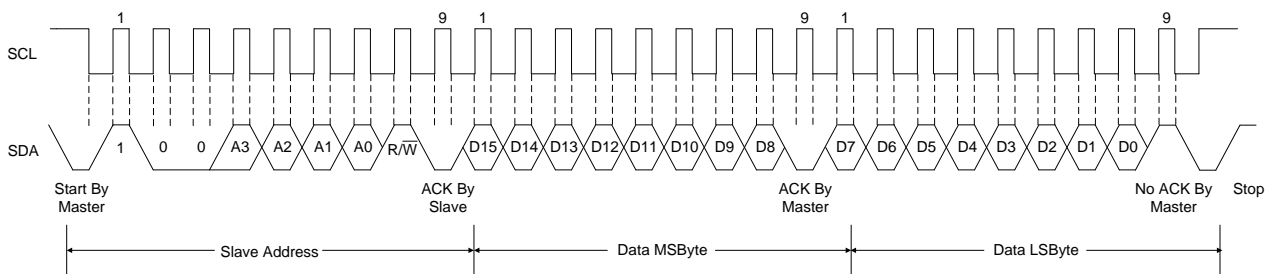 1 9 1 9 1 9
SCL
SDA
1 0 0 A3 A2 A1 A0 R/W̅ D15 D14 D13 D12 D11 D10 D9 D8 D7 D6 D5 D4 D3 D2 D1 D0
Start By
Master
ACK By
Slave
ACK By
Master
No ACK By
Master
Stop
Slave Address
Data MSByte
Data LSByte